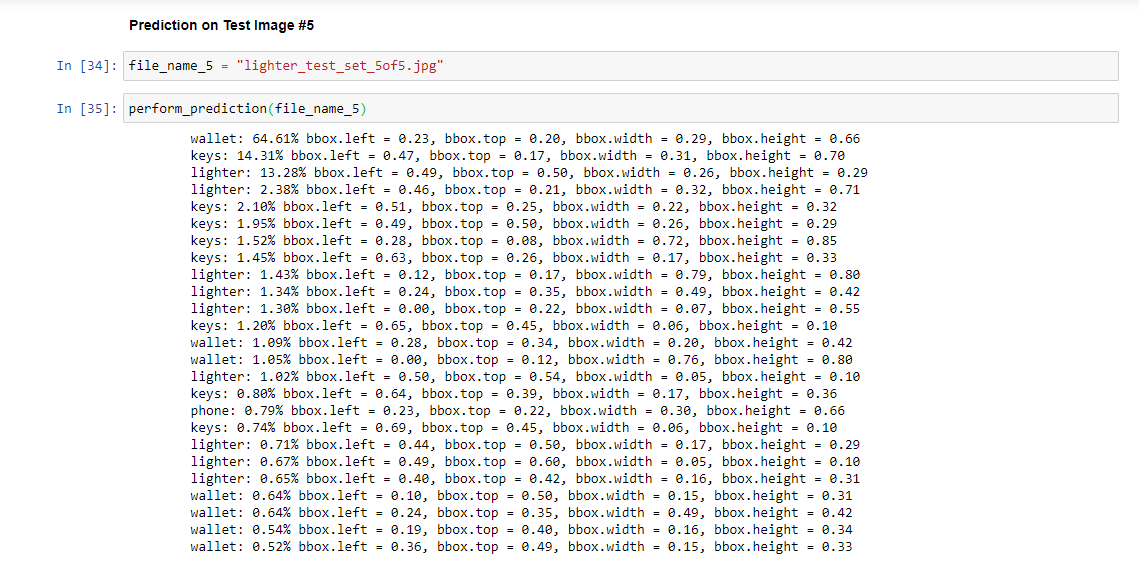 Prediction on Test Image #5
In [34]: file_name_5 = "lighter_test_set_5of5.jpg"
In [35]: perform_prediction(file_name_5)
wallet: 64.61% bbox.left = 0.23, bbox.top = 0.20, bbox.width = 0.29, bbox.height = 0.66
keys: 14.31% bbox.left = 0.47, bbox.top = 0.17, bbox.width = 0.31, bbox.height = 0.70
lighter: 13.28% bbox.left = 0.49, bbox.top = 0.50, bbox.width = 0.26, bbox.height = 0.29
lighter: 2.38% bbox.left = 0.46, bbox.top = 0.21, bbox.width = 0.32, bbox.height = 0.71
keys: 2.10% bbox.left = 0.51, bbox.top = 0.25, bbox.width = 0.22, bbox.height = 0.32
keys: 1.95% bbox.left = 0.49, bbox.top = 0.50, bbox.width = 0.26, bbox.height = 0.29
keys: 1.52% bbox.left = 0.28, bbox.top = 0.08, bbox.width = 0.72, bbox.height = 0.85
keys: 1.45% bbox.left = 0.63, bbox.top = 0.26, bbox.width = 0.17, bbox.height = 0.33
lighter: 1.43% bbox.left = 0.12, bbox.top = 0.17, bbox.width = 0.79, bbox.height = 0.80
lighter: 1.34% bbox.left = 0.24, bbox.top = 0.35, bbox.width = 0.49, bbox.height = 0.42
lighter: 1.30% bbox.left = 0.00, bbox.top = 0.22, bbox.width = 0.07, bbox.height = 0.55
keys: 1.20% bbox.left = 0.65, bbox.top = 0.45, bbox.width = 0.06, bbox.height = 0.10
wallet: 1.09% bbox.left = 0.28, bbox.top = 0.34, bbox.width = 0.20, bbox.height = 0.42
wallet: 1.05% bbox.left = 0.00, bbox.top = 0.12, bbox.width = 0.76, bbox.height = 0.80
lighter: 1.02% bbox.left = 0.50, bbox.top = 0.54, bbox.width = 0.05, bbox.height = 0.10
keys: 0.80% bbox.left = 0.64, bbox.top = 0.39, bbox.width = 0.17, bbox.height = 0.36
phone: 0.79% bbox.left = 0.23, bbox.top = 0.22, bbox.width = 0.30, bbox.height = 0.66
keys: 0.74% bbox.left = 0.69, bbox.top = 0.45, bbox.width = 0.06, bbox.height = 0.10
lighter: 0.71% bbox.left = 0.44, bbox.top = 0.50, bbox.width = 0.17, bbox.height = 0.29
lighter: 0.67% bbox.left = 0.49, bbox.top = 0.60, bbox.width = 0.05, bbox.height = 0.10
lighter: 0.65% bbox.left = 0.40, bbox.top = 0.42, bbox.width = 0.16, bbox.height = 0.31
wallet: 0.64% bbox.left = 0.10, bbox.top = 0.50, bbox.width = 0.15, bbox.height = 0.31
wallet: 0.64% bbox.left = 0.24, bbox.top = 0.35, bbox.width = 0.49, bbox.height = 0.42
wallet: 0.54% bbox.left = 0.19, bbox.top = 0.40, bbox.width = 0.16, bbox.height = 0.34
wallet: 0.52% bbox.left = 0.36, bbox.top = 0.49, bbox.width = 0.15, bbox.height = 0.33